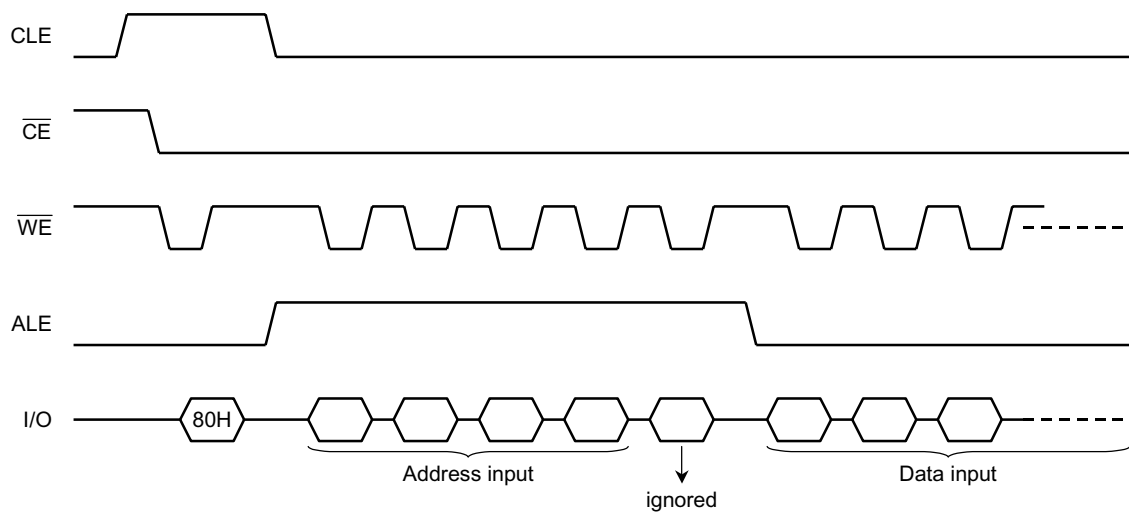 CLE
CE
WE
ALE
I/O
80H
Address input
Data input
ignored